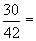 30/42 =